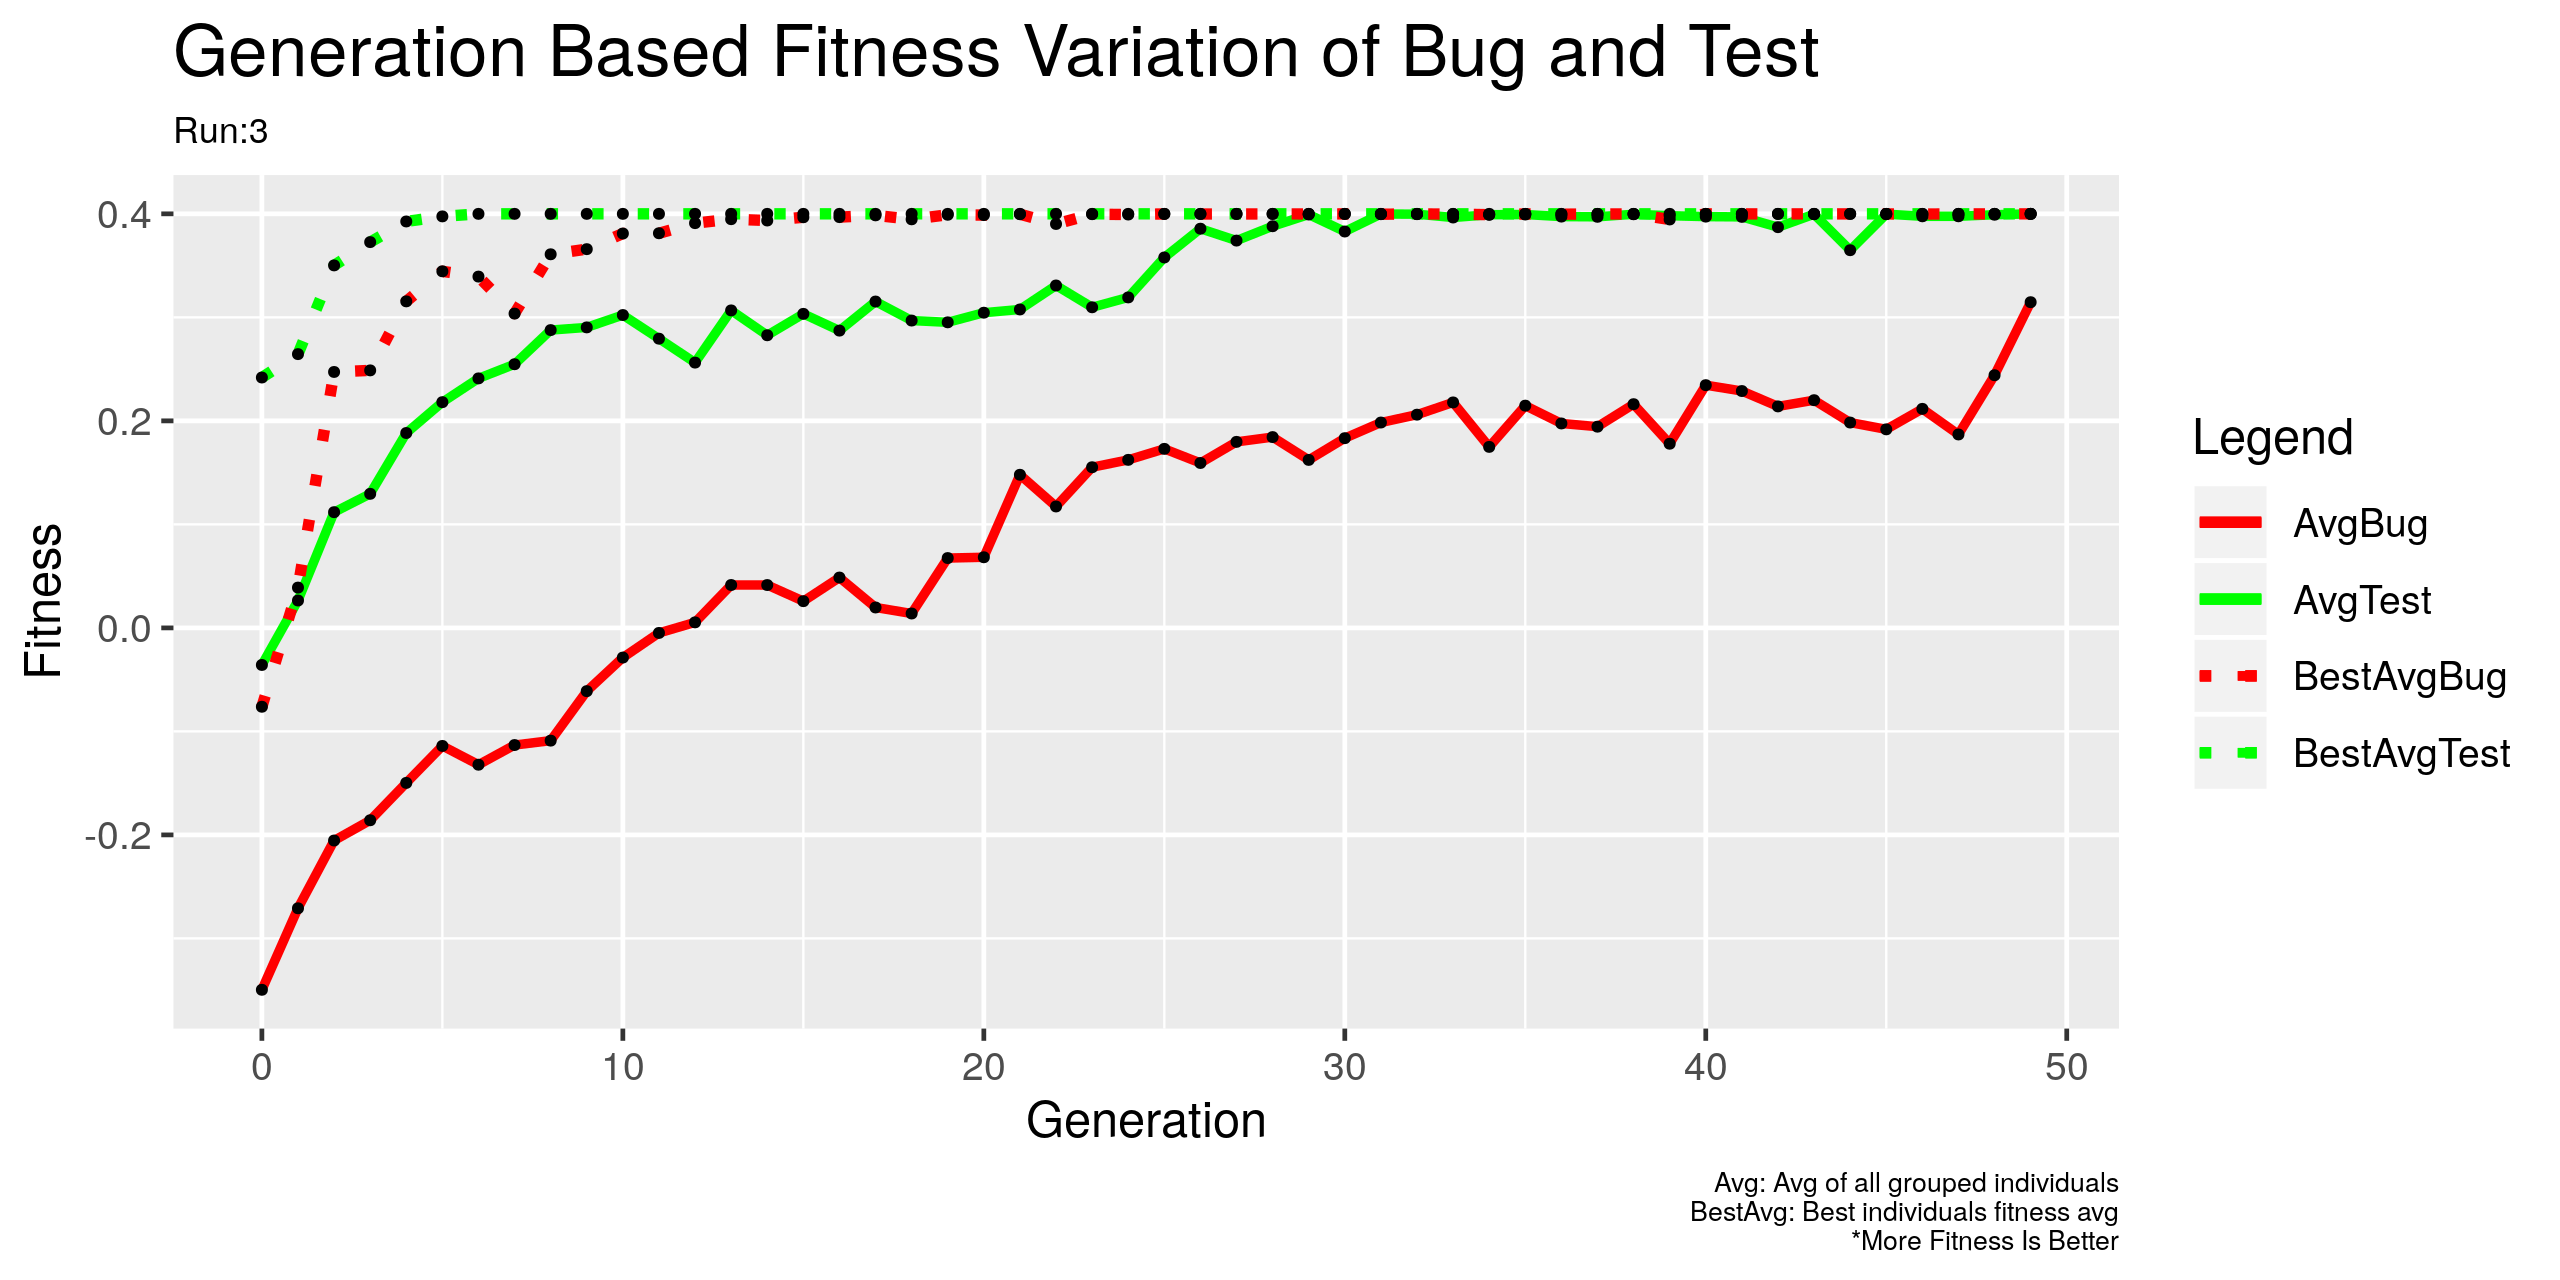 Generation Based Fitness Variation of Bug and Test
Run:3
0.4
0.2
0.0
-0.2
Fitness
0
10
20
30
40
50
Generation
Legend
AvgBug
AvgTest
BestAvgBug
BestAvgTest
Avg: Avg of all grouped individuals
BestAvg: Best individuals fitness avg
*More Fitness Is Better